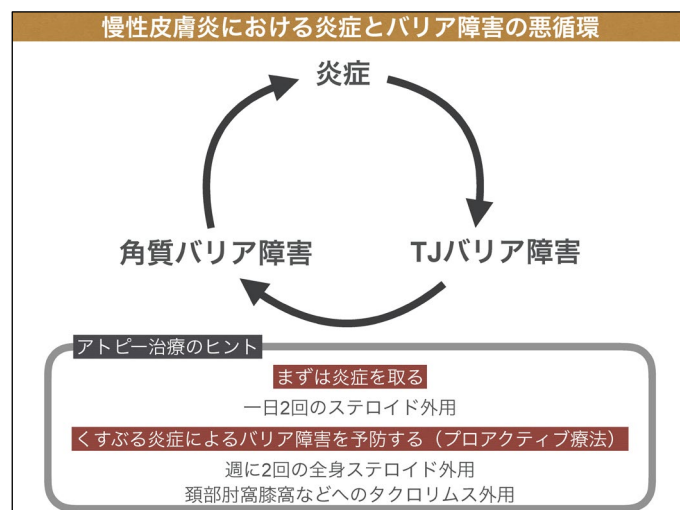 慢性皮膚炎における炎症とバリア障害の悪循環
炎症
角質バリア障害
TJバリア障害
アトピー治療のヒント
まずは炎症を取る
一日2回のステロイド外用
くすぶる炎症によるバリア障害を予防する（プロアクティブ療法）
週に2回の全身ステロイド外用
頚部肘窩膝窩などへのタクロリムス外用